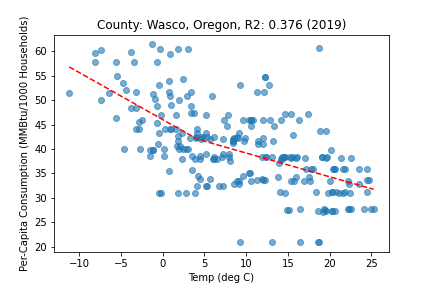 County: Wasco, Oregon, R2: 0.376 (2019)
Per-Capita Consumption (MMBtu/1000 Households)
60
55
50
45
40
35
30
25
20
−10 −5 0 5 10 15 20 25
Temp (deg C)